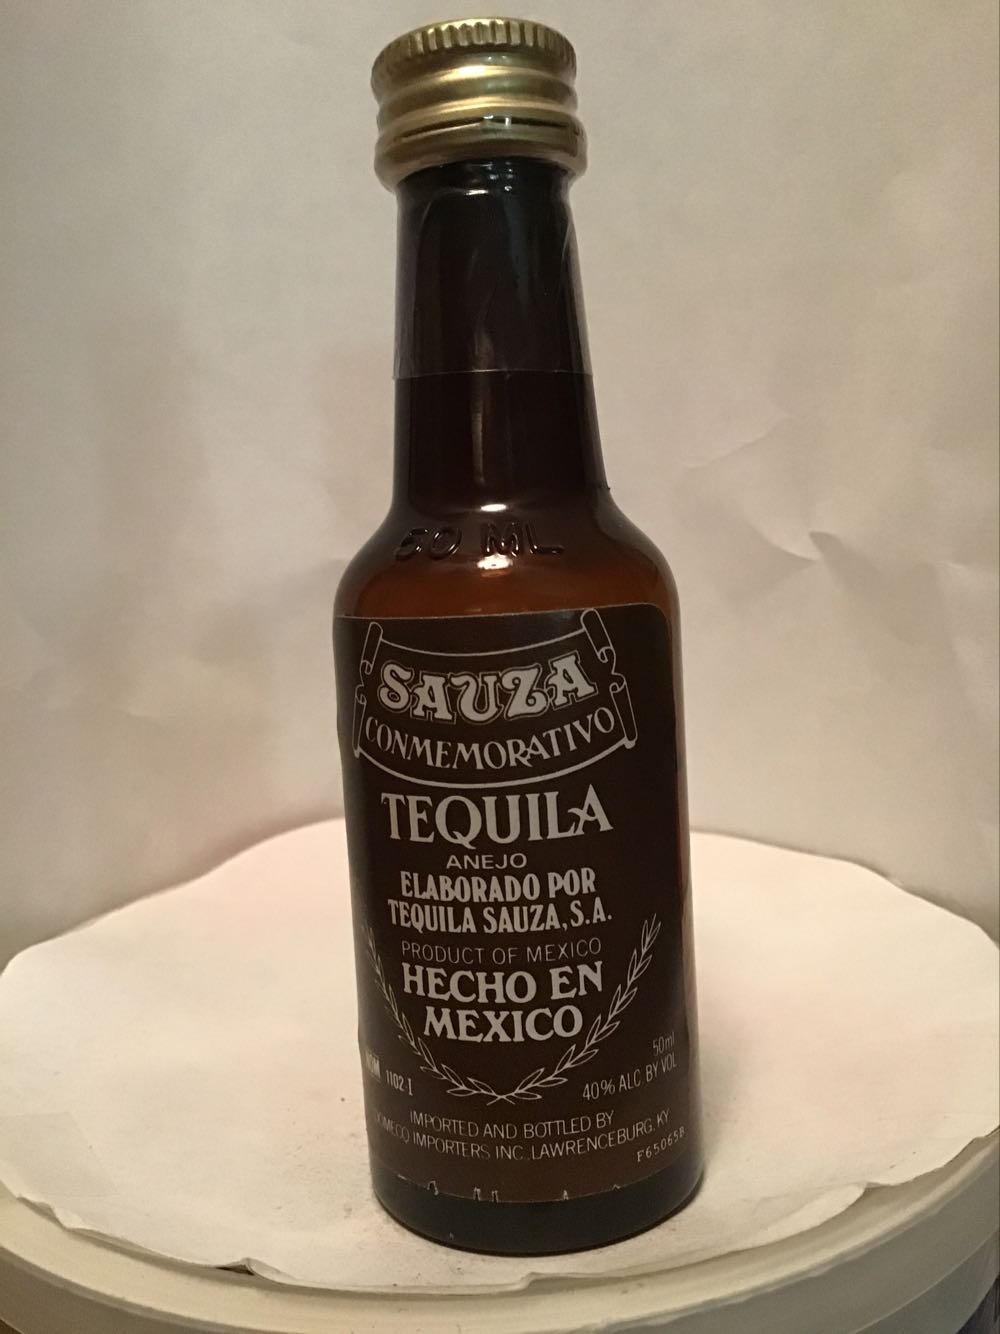 50 ML
SAUZA
CONMEMORATIVO
TEQUILA
ANEJO
ELABORADO POR
TEQUILA SAUZA, S.A.
PRODUCT OF MEXICO
HECHO EN
MEXICO
NOM 1102-I
50ml
40% ALC. BY VOL
IMPORTED AND BOTTLED BY
IMPORTERS INC., LAWRENCEBURG, KY
F65065B